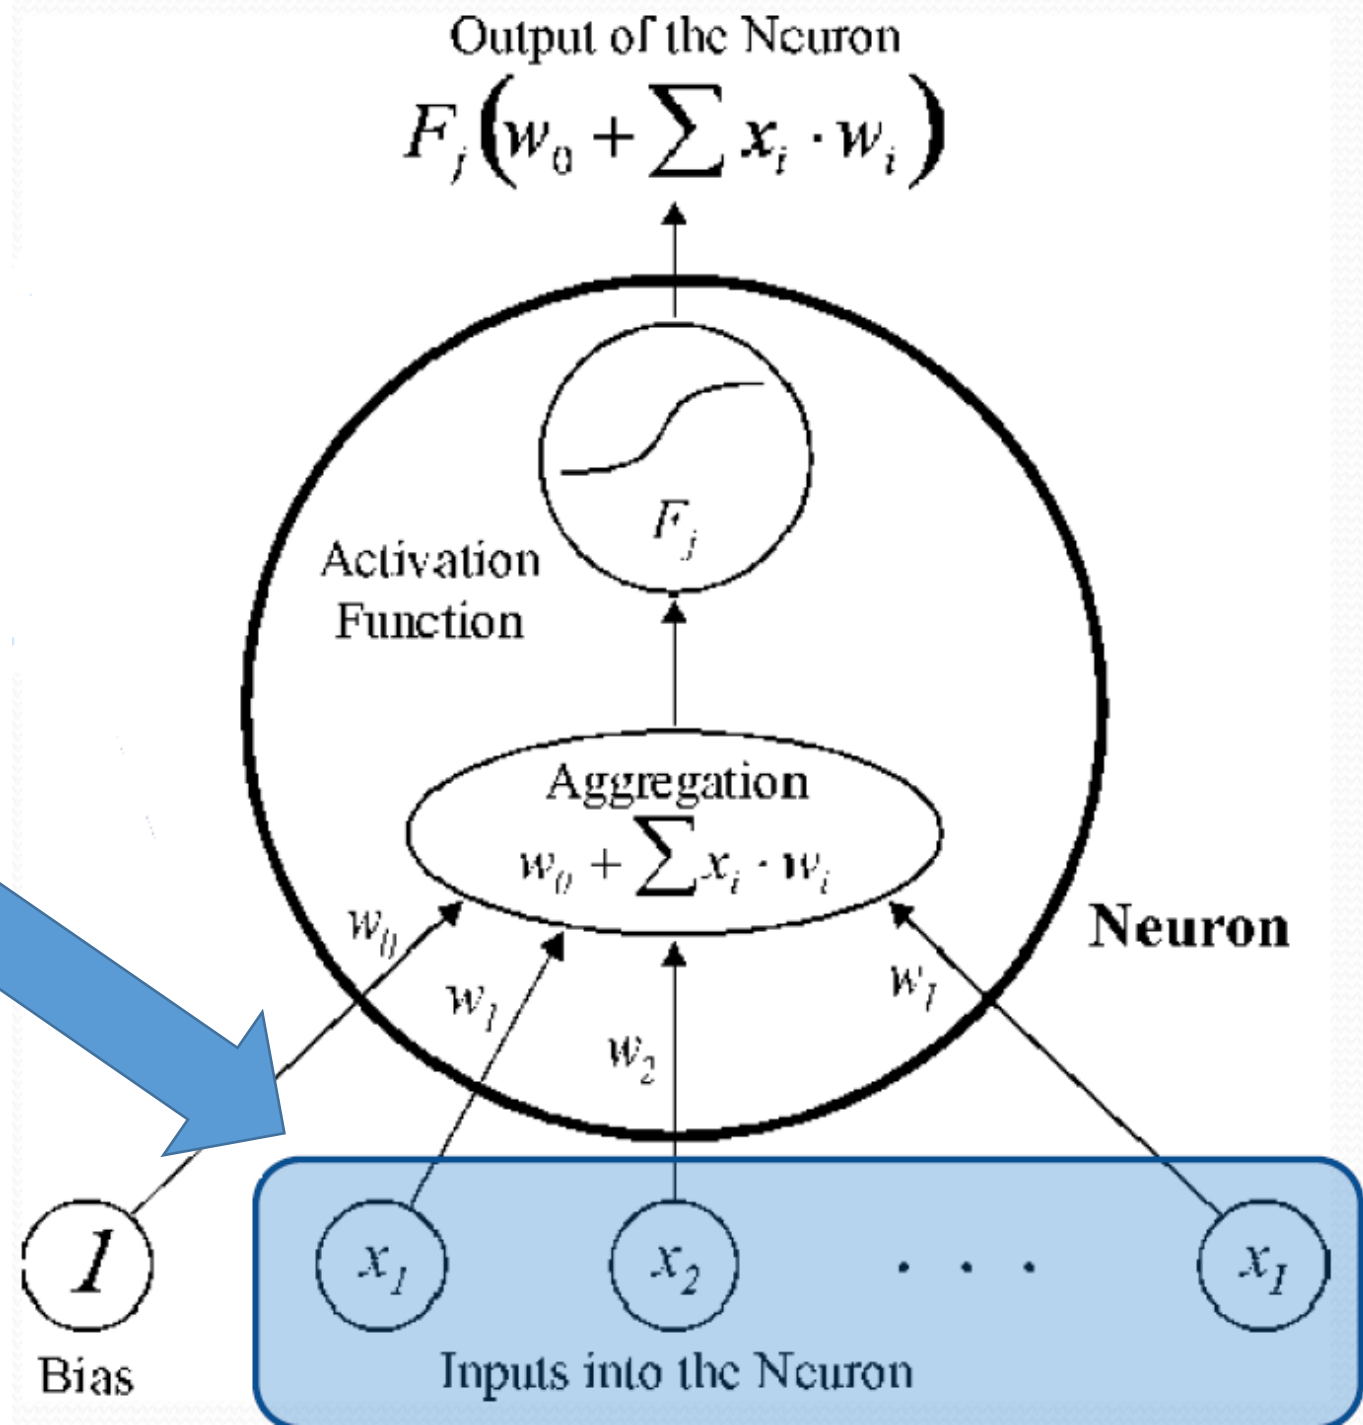 Output of the Neuron
F_j(w_0 + ∑ x_i · w_i)
F_j
Activation
Function
Aggregation
w_0 + ∑ x_i · w_i
Neuron
w_0
w_1
w_2
w_I
1
x_1
x_2
. . .
x_I
Bias
Inputs into the Neuron